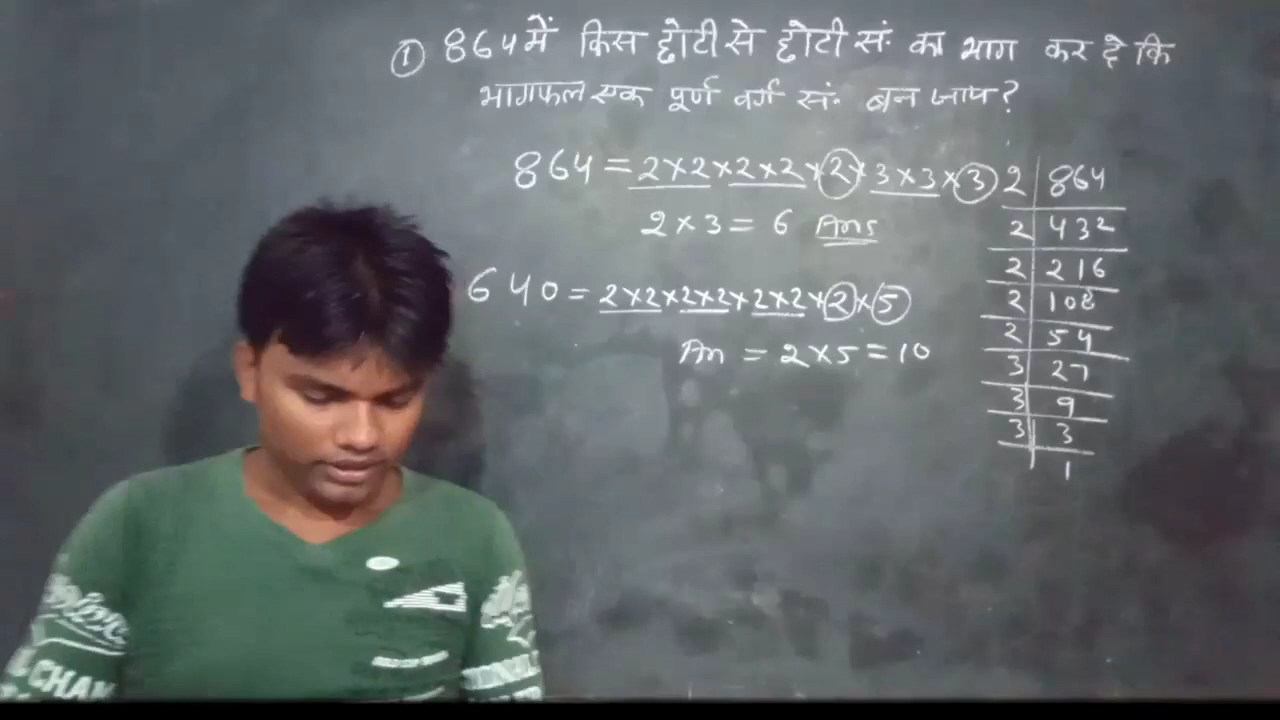 ① 864 में किस छोटी से छोटी सं. का भाग कर दे कि
भागफल एक पूर्ण वर्ग सं. बन जाय?
864 = 2×2×2×2×2×3×3×3
2×3 = 6 Ans
640 = 2×2×2×2×2×2×2×5
An = 2×5 = 10
2 | 864
2 | 432
2 | 216
2 | 108
2 | 54
3 | 27
3 | 9
3 | 3
| 1